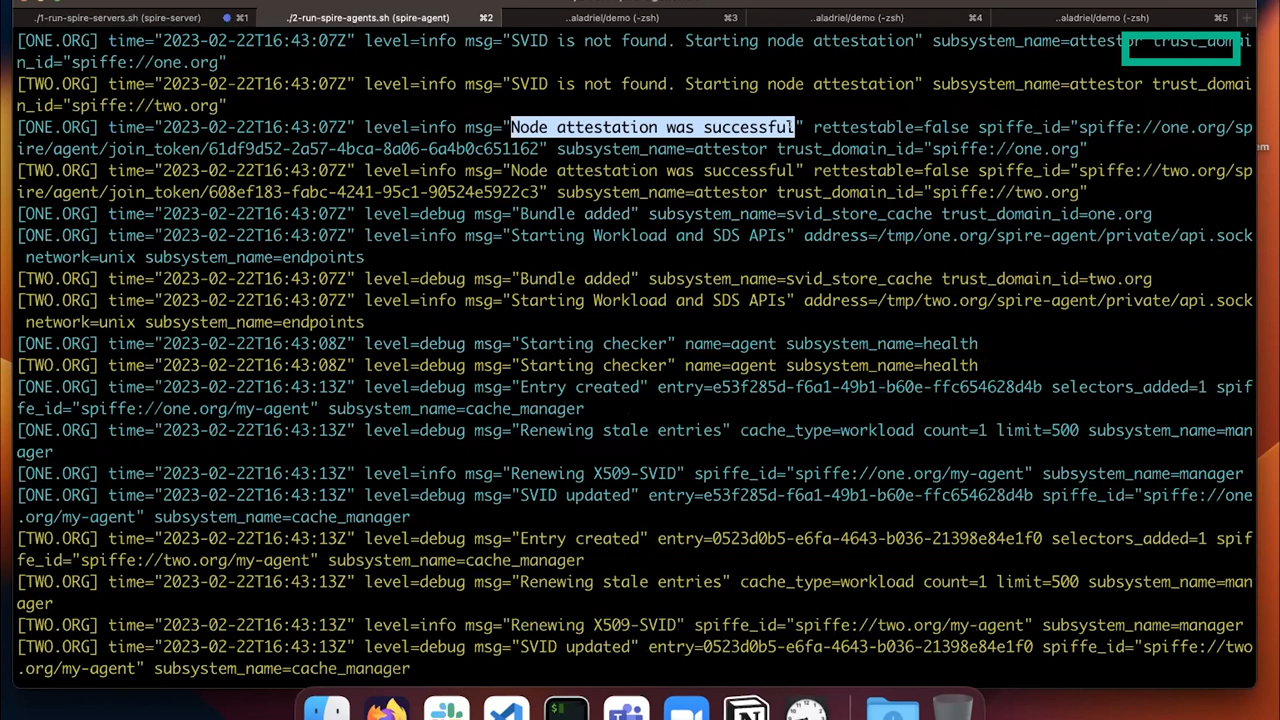 ./1-run-spire-servers.sh (spire-server) ⌘1 ./2-run-spire-agents.sh (spire-agent) ⌘2 ..aladriel/demo (-zsh) ⌘3 ..aladriel/demo (-zsh) ⌘4 ..aladriel/demo (-zsh) ⌘5
[ONE.ORG] time="2023-02-22T16:43:07Z" level=info msg="SVID is not found. Starting node attestation" subsystem_name=attestor trust_domai
n_id="spiffe://one.org"
[TWO.ORG] time="2023-02-22T16:43:07Z" level=info msg="SVID is not found. Starting node attestation" subsystem_name=attestor trust_domai
n_id="spiffe://two.org"
[ONE.ORG] time="2023-02-22T16:43:07Z" level=info msg="Node attestation was successful" rettestable=false spiffe_id="spiffe://one.org/sp
ire/agent/join_token/61df9d52-2a57-4bca-8a06-6a4b0c651162" subsystem_name=attestor trust_domain_id="spiffe://one.org"
[TWO.ORG] time="2023-02-22T16:43:07Z" level=info msg="Node attestation was successful" rettestable=false spiffe_id="spiffe://two.org/sp
ire/agent/join_token/608ef183-fabc-4241-95c1-90524e5922c3" subsystem_name=attestor trust_domain_id="spiffe://two.org"
[ONE.ORG] time="2023-02-22T16:43:07Z" level=debug msg="Bundle added" subsystem_name=svid_store_cache trust_domain_id=one.org
[ONE.ORG] time="2023-02-22T16:43:07Z" level=info msg="Starting Workload and SDS APIs" address=/tmp/one.org/spire-agent/private/api.sock
network=unix subsystem_name=endpoints
[TWO.ORG] time="2023-02-22T16:43:07Z" level=debug msg="Bundle added" subsystem_name=svid_store_cache trust_domain_id=two.org
[TWO.ORG] time="2023-02-22T16:43:07Z" level=info msg="Starting Workload and SDS APIs" address=/tmp/two.org/spire-agent/private/api.sock
network=unix subsystem_name=endpoints
[ONE.ORG] time="2023-02-22T16:43:08Z" level=debug msg="Starting checker" name=agent subsystem_name=health
[TWO.ORG] time="2023-02-22T16:43:08Z" level=debug msg="Starting checker" name=agent subsystem_name=health
[ONE.ORG] time="2023-02-22T16:43:13Z" level=debug msg="Entry created" entry=e53f285d-f6a1-49b1-b60e-ffc654628d4b selectors_added=1 spif
fe_id="spiffe://one.org/my-agent" subsystem_name=cache_manager
[ONE.ORG] time="2023-02-22T16:43:13Z" level=debug msg="Renewing stale entries" cache_type=workload count=1 limit=500 subsystem_name=man
ager
[ONE.ORG] time="2023-02-22T16:43:13Z" level=info msg="Renewing X509-SVID" spiffe_id="spiffe://one.org/my-agent" subsystem_name=manager
[ONE.ORG] time="2023-02-22T16:43:13Z" level=debug msg="SVID updated" entry=e53f285d-f6a1-49b1-b60e-ffc654628d4b spiffe_id="spiffe://one
.org/my-agent" subsystem_name=cache_manager
[TWO.ORG] time="2023-02-22T16:43:13Z" level=debug msg="Entry created" entry=0523d0b5-e6fa-4643-b036-21398e84e1f0 selectors_added=1 spif
fe_id="spiffe://two.org/my-agent" subsystem_name=cache_manager
[TWO.ORG] time="2023-02-22T16:43:13Z" level=debug msg="Renewing stale entries" cache_type=workload count=1 limit=500 subsystem_name=man
ager
[TWO.ORG] time="2023-02-22T16:43:13Z" level=info msg="Renewing X509-SVID" spiffe_id="spiffe://two.org/my-agent" subsystem_name=manager
[TWO.ORG] time="2023-02-22T16:43:13Z" level=debug msg="SVID updated" entry=0523d0b5-e6fa-4643-b036-21398e84e1f0 spiffe_id="spiffe://two
.org/my-agent" subsystem_name=cache_manager